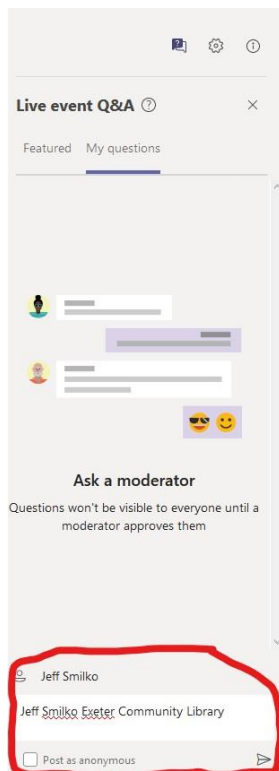 Live event Q&A
Featured My questions
Ask a moderator
Questions won't be visible to everyone until a
moderator approves them
Jeff Smilko
Jeff Smilko Exeter Community Library
Post as anonymous